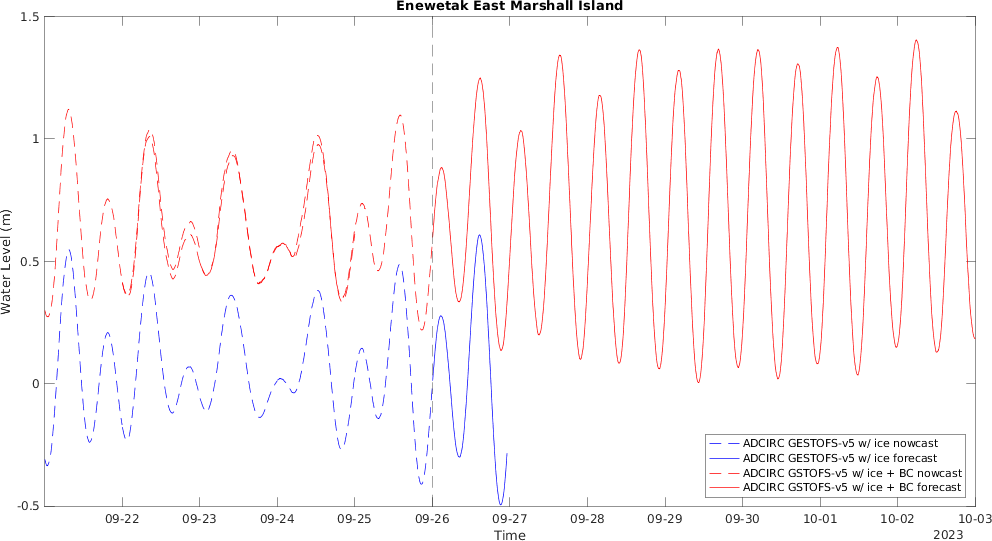 Enewetak East Marshall Island
1.5
1
0.5
0
-0.5
Water Level (m)
09-22 09-23 09-24 09-25 09-26 09-27 09-28 09-29 09-30 10-01 10-02 10-03
Time
2023
ADCIRC GESTOFS-v5 w/ ice nowcast
ADCIRC GESTOFS-v5 w/ ice forecast
ADCIRC GSTOFS-v5 w/ ice + BC nowcast
ADCIRC GSTOFS-v5 w/ ice + BC forecast